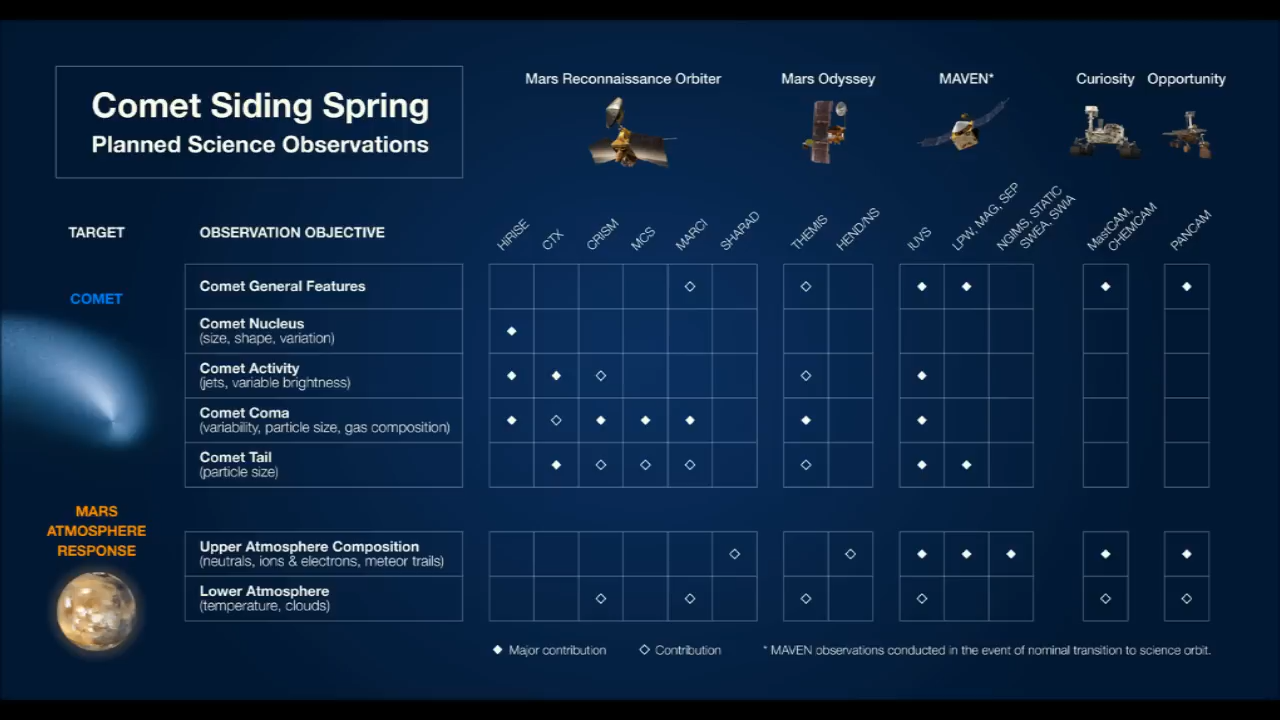 Mars Reconnaissance Orbiter
Mars Odyssey
MAVEN*
Curiosity
Opportunity
Comet Siding Spring
Planned Science Observations
TARGET
OBSERVATION OBJECTIVE
HiRISE
CTX
CRISM
MCS
MARCI
SHARAD
THEMIS
HEND/NS
IUVS
LPW, MAG, SEP
NGIMS, STATIC
SWEA, SWIA
MastCAM,
CHEMCAM
PANCAM
COMET
Comet General Features
Comet Nucleus
(size, shape, variation)
Comet Activity
(jets, variable brightness)
Comet Coma
(variability, particle size, gas composition)
Comet Tail
(particle size)
MARS
ATMOSPHERE
RESPONSE
Upper Atmosphere Composition
(neutrals, ions & electrons, meteor trails)
Lower Atmosphere
(temperature, clouds)
Major contribution
Contribution
* MAVEN observations conducted in the event of nominal transition to science orbit.